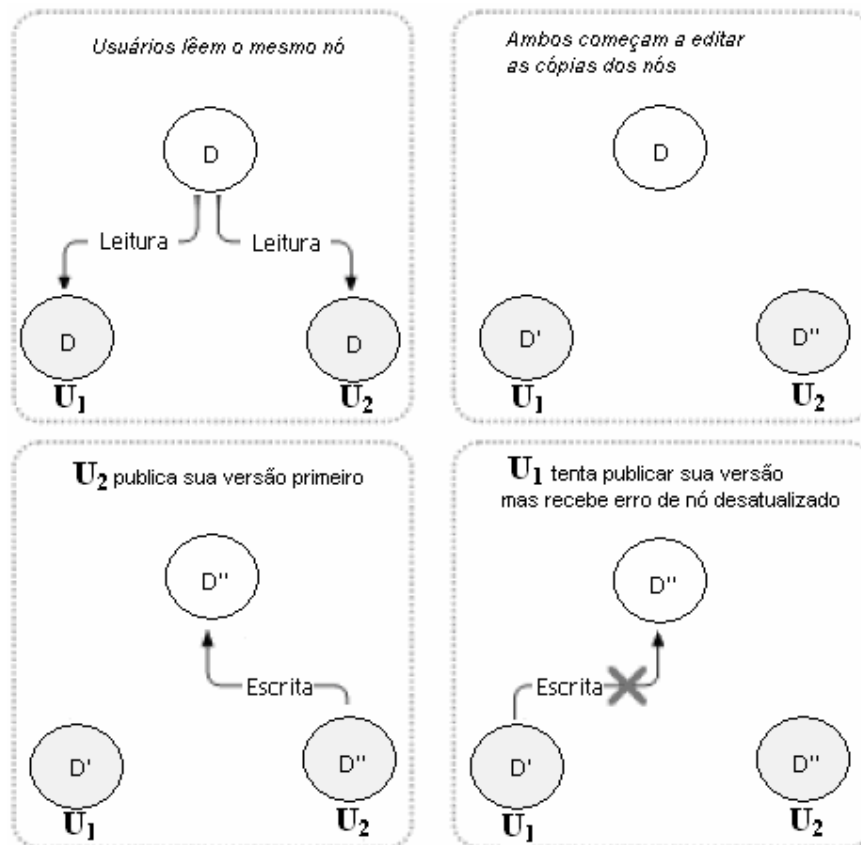 Usuários lêem o mesmo nó
D
Leitura
Leitura
D
D
U1
U2
Ambos começam a editar
as cópias dos nós
D
D'
D"
U1
U2
U2 publica sua versão primeiro
D"
Escrita
D'
D"
U1
U2
U1 tenta publicar sua versão
mas recebe erro de nó desatualizado
D"
Escrita
D'
D"
U1
U2